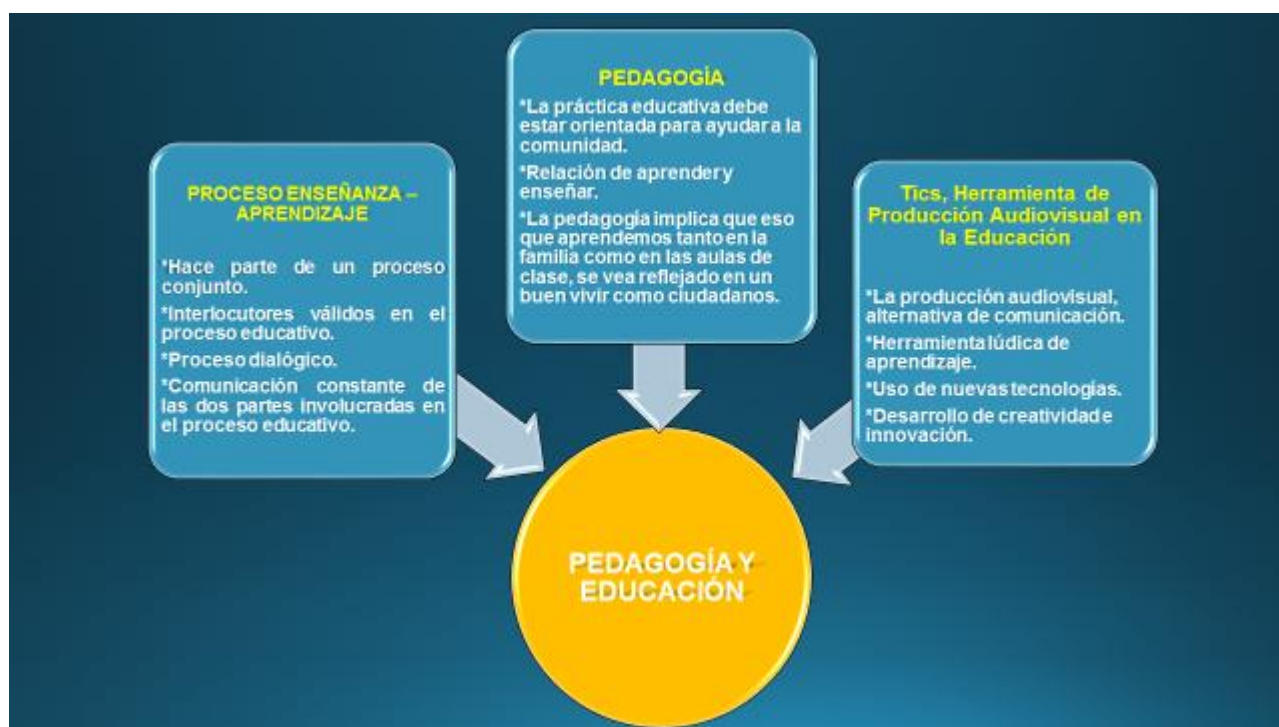 PROCESO ENSEÑANZA –
APRENDIZAJE
*Hace parte de un proceso
conjunto.
*Interlocutores válidos en el
proceso educativo.
*Proceso dialógico.
*Comunicación constante de
las dos partes involucradas en
el proceso educativo.
PEDAGOGÍA
*La práctica educativa debe
estar orientada para ayudar a la
comunidad.
*Relación de aprender y
enseñar.
*La pedagogía implica que eso
que aprendemos tanto en la
familia como en las aulas de
clase, se vea reflejado en un
buen vivir como ciudadanos.
Tics, Herramienta de
Producción Audiovisual en
la Educación
*La producción audiovisual,
alternativa de comunicación.
*Herramienta lúdica de
aprendizaje.
*Uso de nuevas tecnologías.
*Desarrollo de creatividad e
innovación.
PEDAGOGÍA Y
EDUCACIÓN